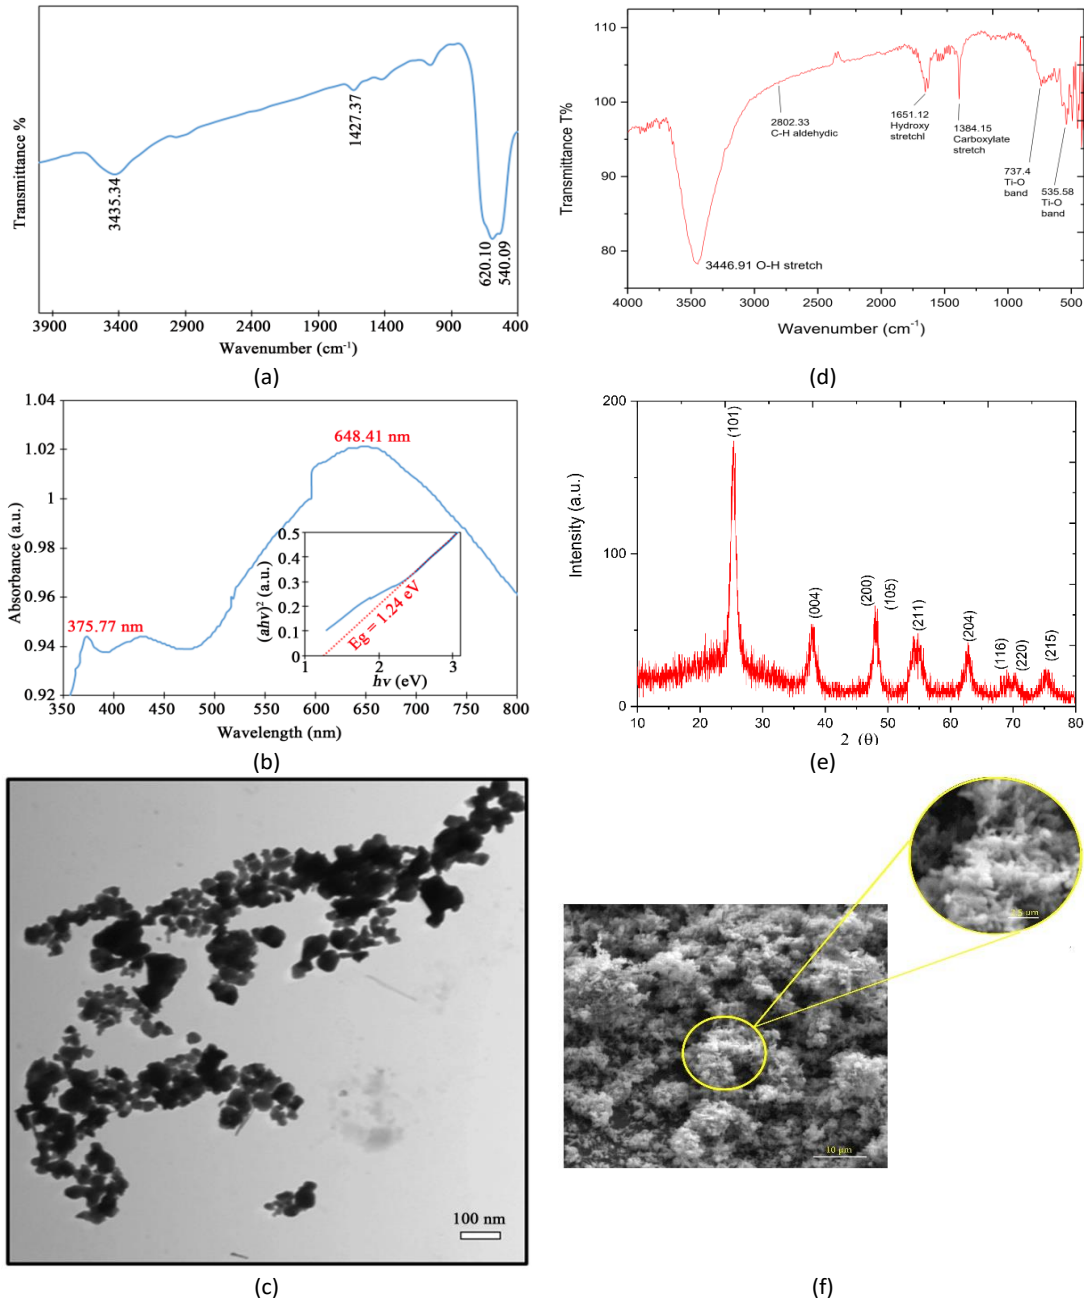 Transmittance %
3435.34
1427.37
620.10
540.09
3900 3400 2900 2400 1900 1400 900 400
Wavenumber (cm⁻¹)
(a)
110
100
90
80
Transmittance T%
2802.33
C-H aldehydic
1651.12
Hydroxy
stretchl
1384.15
Carboxylate
stretch
737.4
Ti-O
band
535.58
Ti-O
band
3446.91 O-H stretch
4000 3500 3000 2500 2000 1500 1000 500
Wavenumber (cm⁻¹)
(d)
1.04
1.02
1
0.98
0.96
0.94
0.92
Absorbance (a.u.)
648.41 nm
375.77 nm
0.5
0.4
0.3
0.2
0.1
0
(ahv)² (a.u.)
Eg = 1.24 eV
1 2 3
hv (eV)
350 400 450 500 550 600 650 700 750 800
Wavelength (nm)
(b)
200
100
0
Intensity (a.u.)
(101)
(004)
(200)
(105)
(211)
(204)
(116)
(220)
(215)
10 20 30 40 50 60 70 80
2 (θ)
(e)
100 nm
(c)
10 µm
(f)